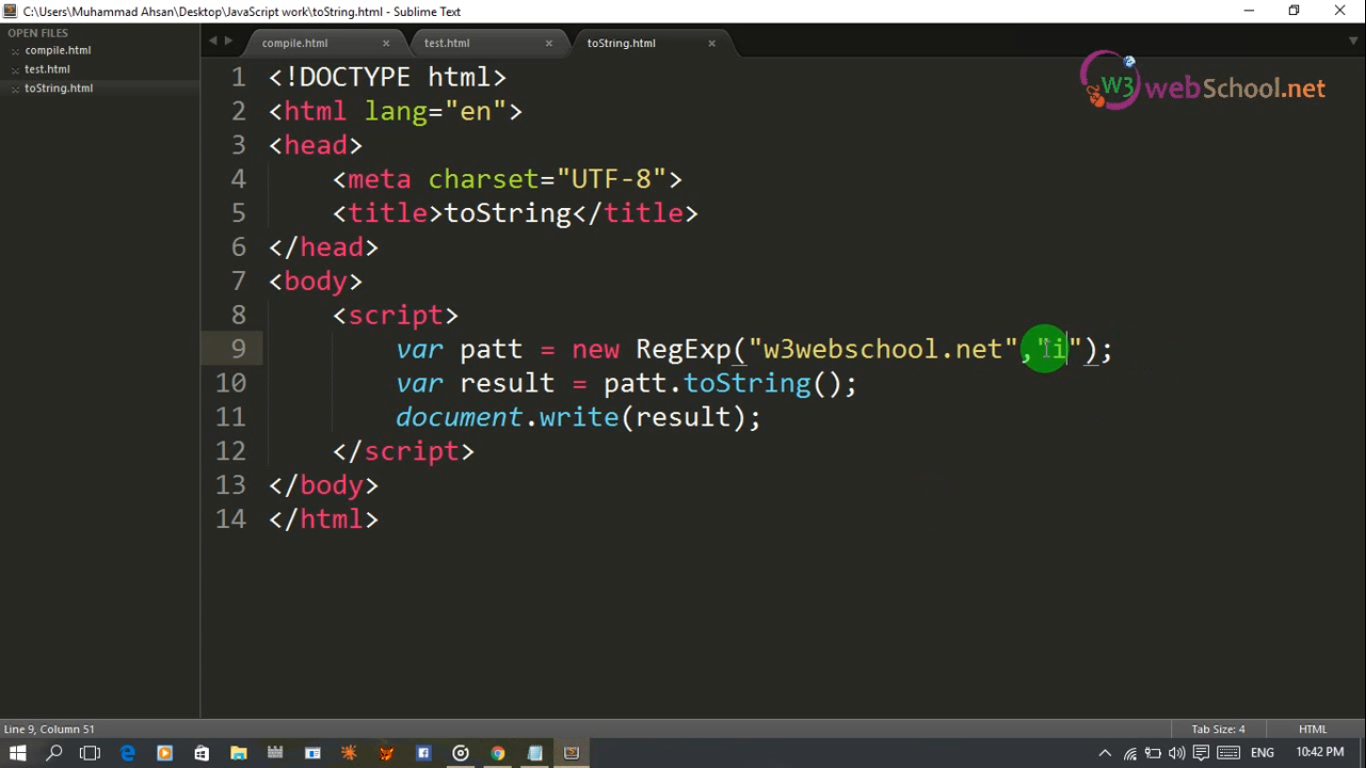 C:\Users\Muhammad Ahsan\Desktop\JavaScript work\toString.html - Sublime Text
OPEN FILES
compile.html
test.html
toString.html
compile.html
test.html
toString.html
W3 webSchool.net
1 <!DOCTYPE html>
2 <html lang="en">
3 <head>
4 <meta charset="UTF-8">
5 <title>toString</title>
6 </head>
7 <body>
8 <script>
9 var patt = new RegExp("w3webschool.net","i");
10 var result = patt.toString();
11 document.write(result);
12 </script>
13 </body>
14 </html>
Line 9, Column 51
Tab Size: 4
HTML
ENG
10:42 PM